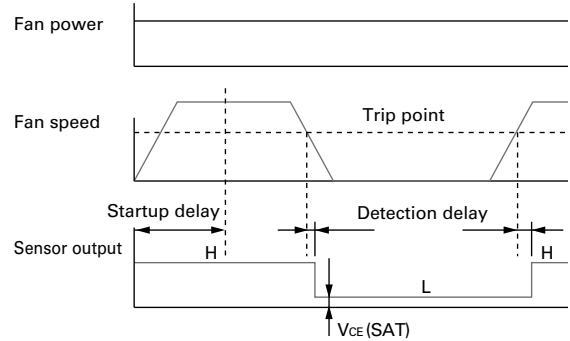 Fan power
Fan speed
Trip point
Startup delay
Detection delay
Sensor output
H
H
L
VCE (SAT)